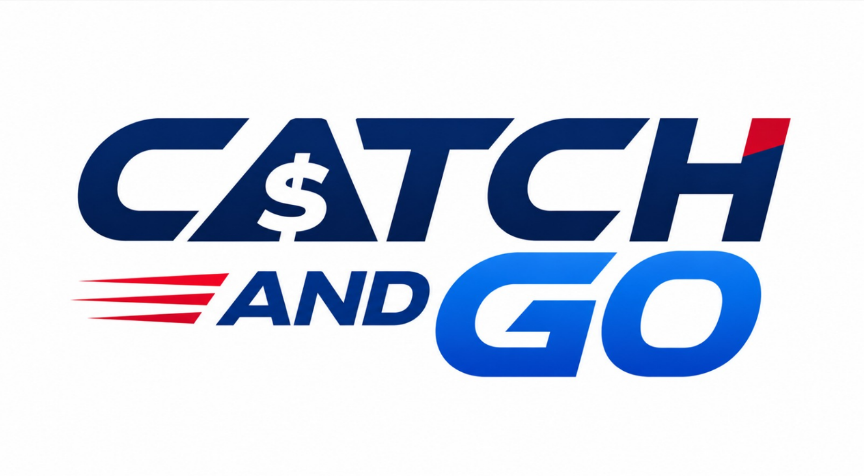 CATCH
$
AND GO